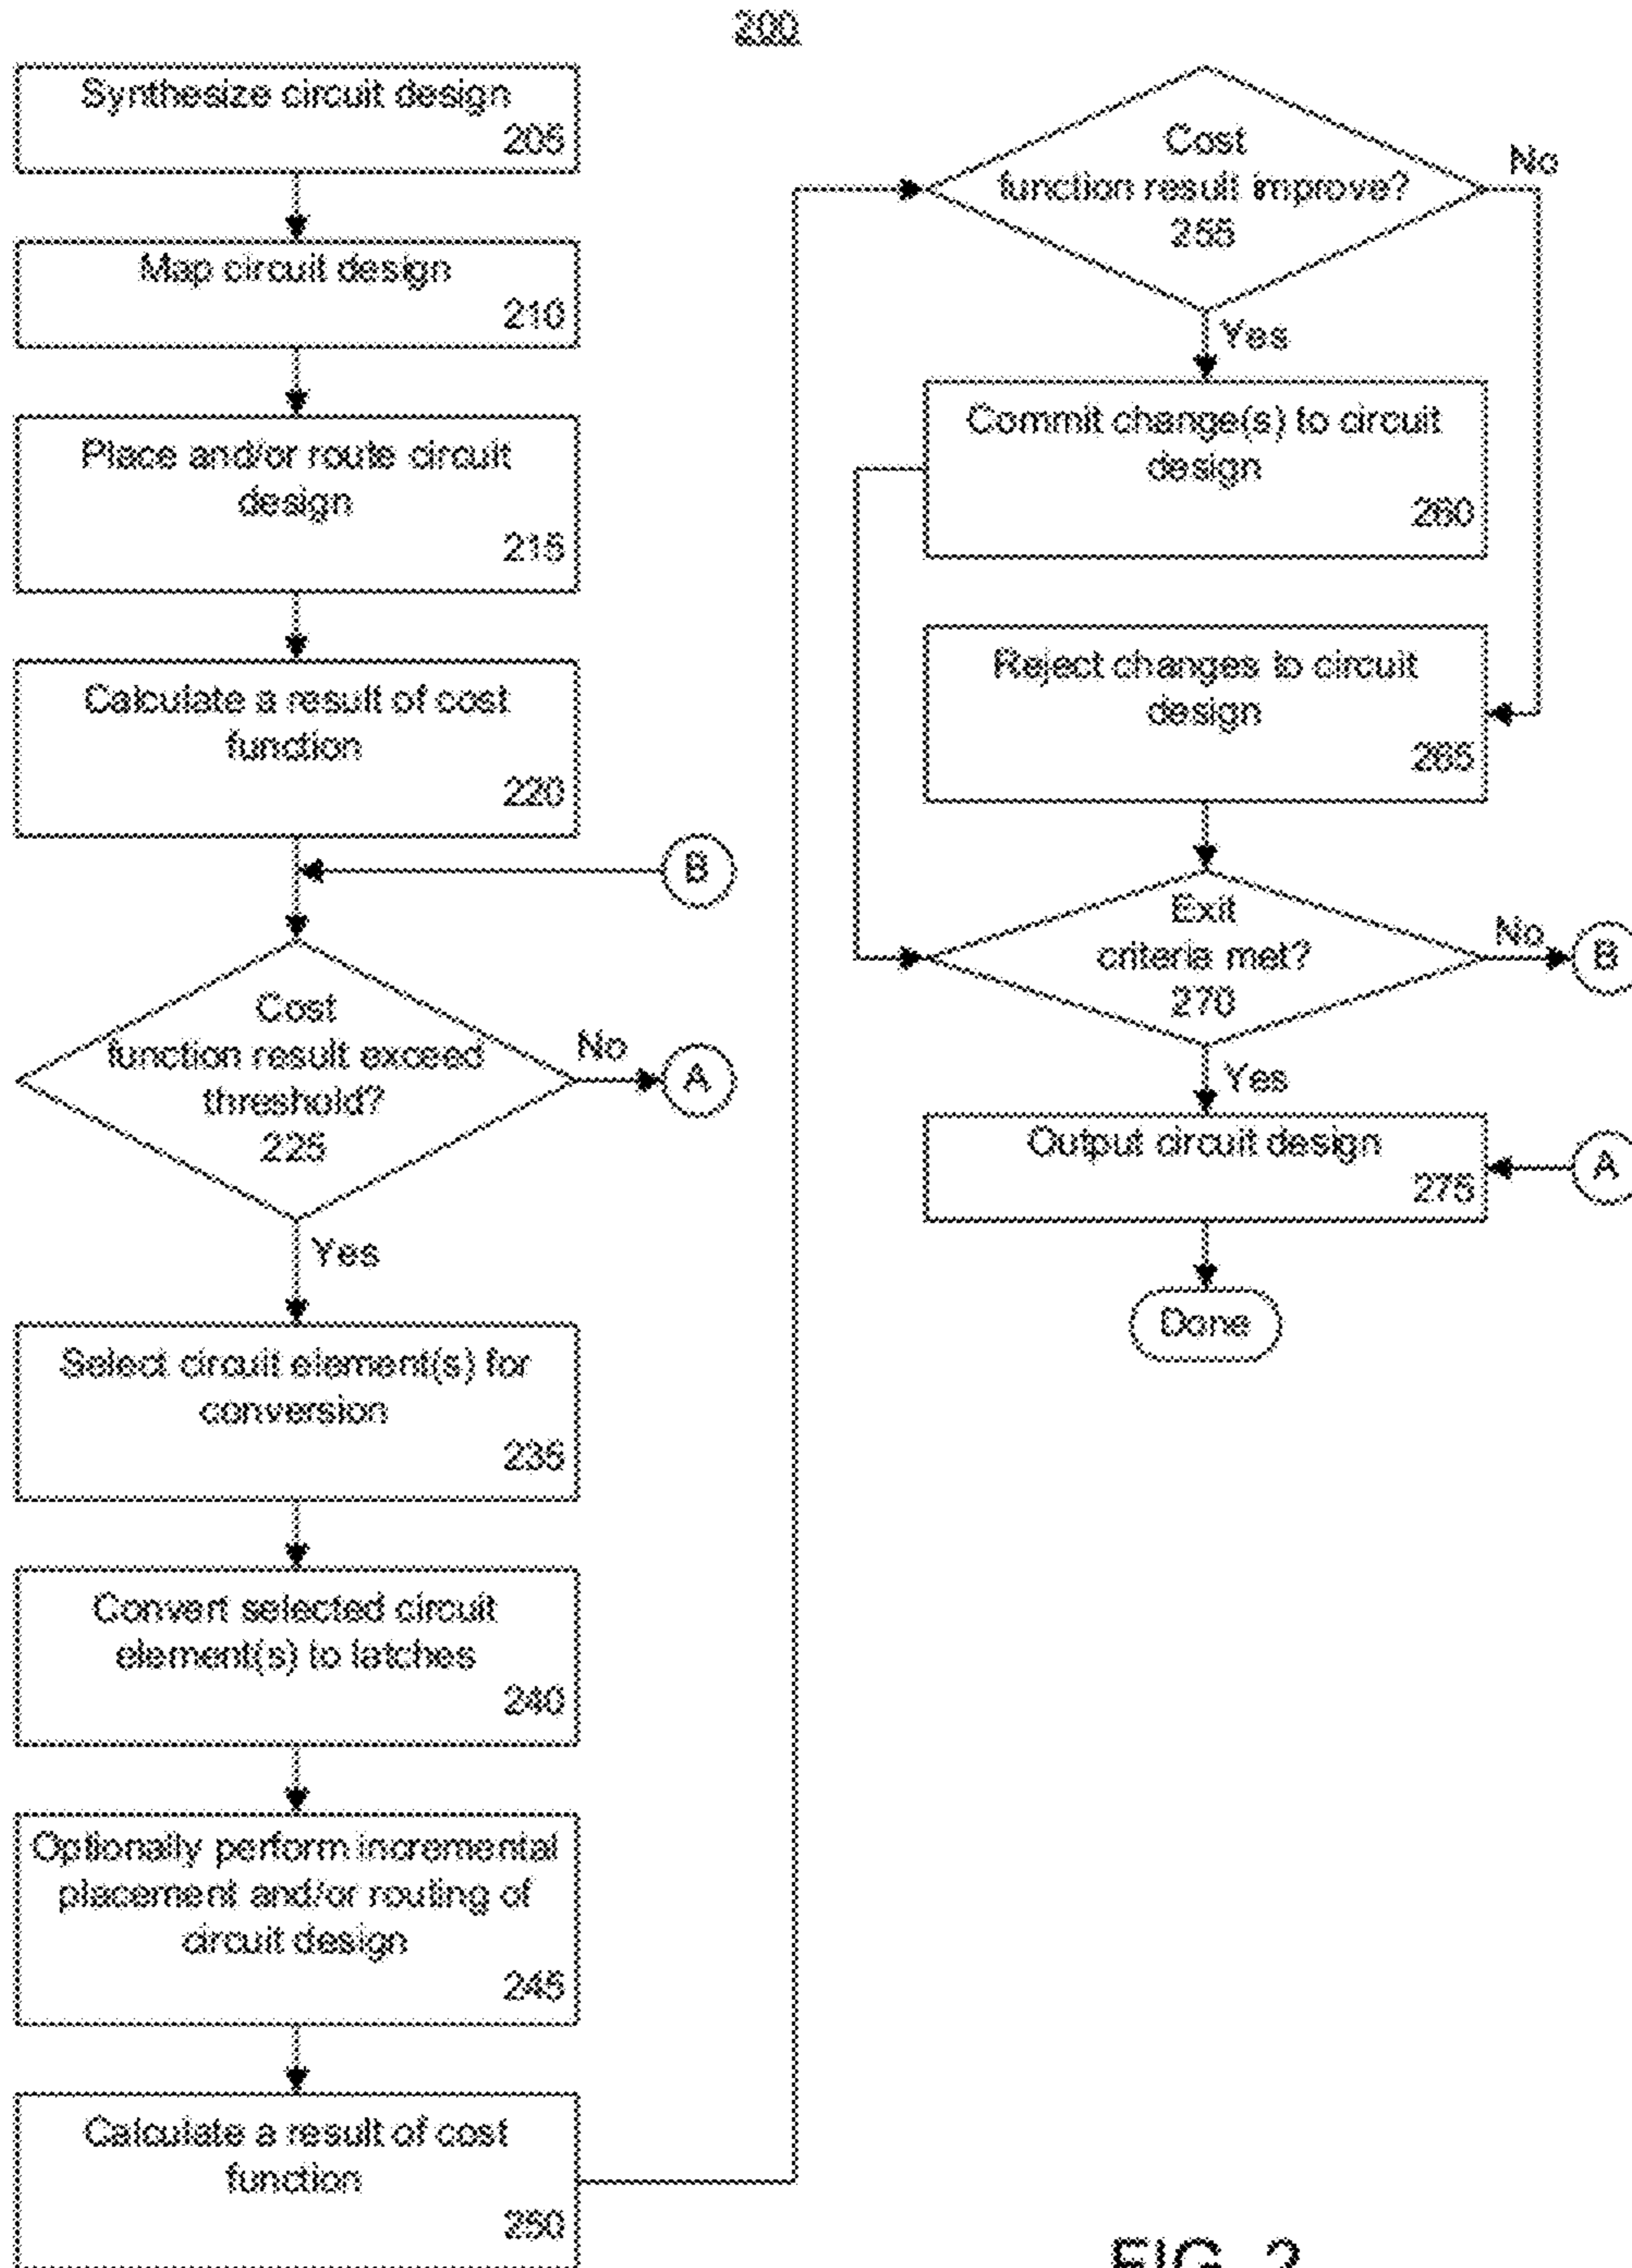 200
Synthesize circuit design
205
Map circuit design
210
Place and/or route circuit
design
215
Calculate a result of cost
function
220
B
Cost
function result exceed
threshold?
225
No
A
Yes
Select circuit element(s) for
conversion
235
Convert selected circuit
element(s) to latches
240
Optionally perform incremental
placement and/or routing of
circuit design
245
Calculate a result of cost
function
250
Cost
function result improve?
255
No
Yes
Commit change(s) to circuit
design
260
Reject changes to circuit
design
265
Exit
criteria met?
270
No
B
Yes
Output circuit design
275
A
Done
FIG. 2